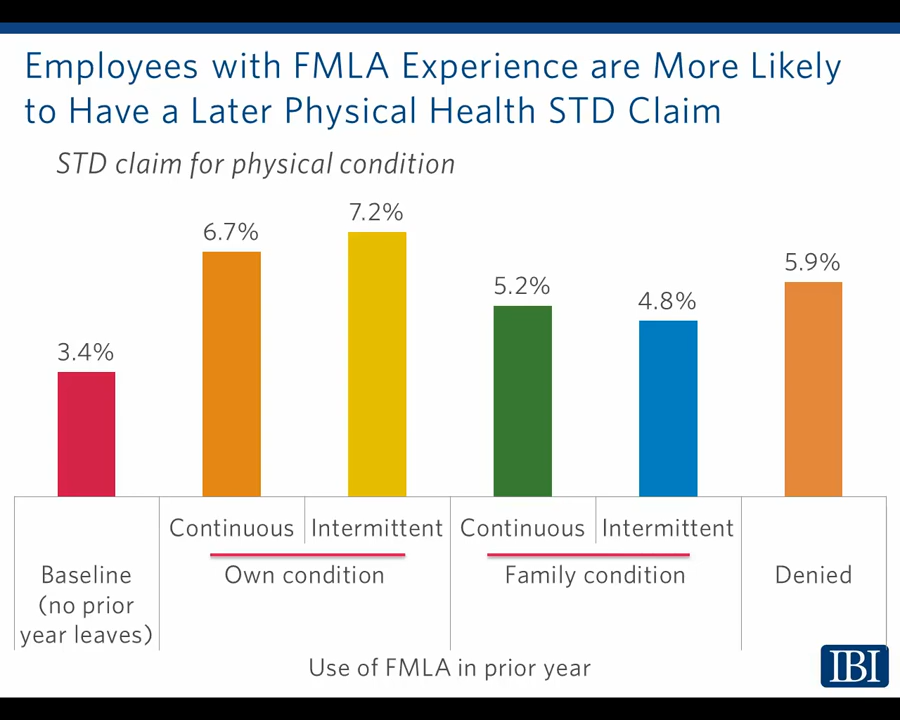 Employees with FMLA Experience are More Likely
to Have a Later Physical Health STD Claim
STD claim for physical condition
3.4%
6.7%
7.2%
5.2%
4.8%
5.9%
Continuous
Intermittent
Continuous
Intermittent
Baseline
(no prior
year leaves)
Own condition
Family condition
Denied
Use of FMLA in prior year
IBI